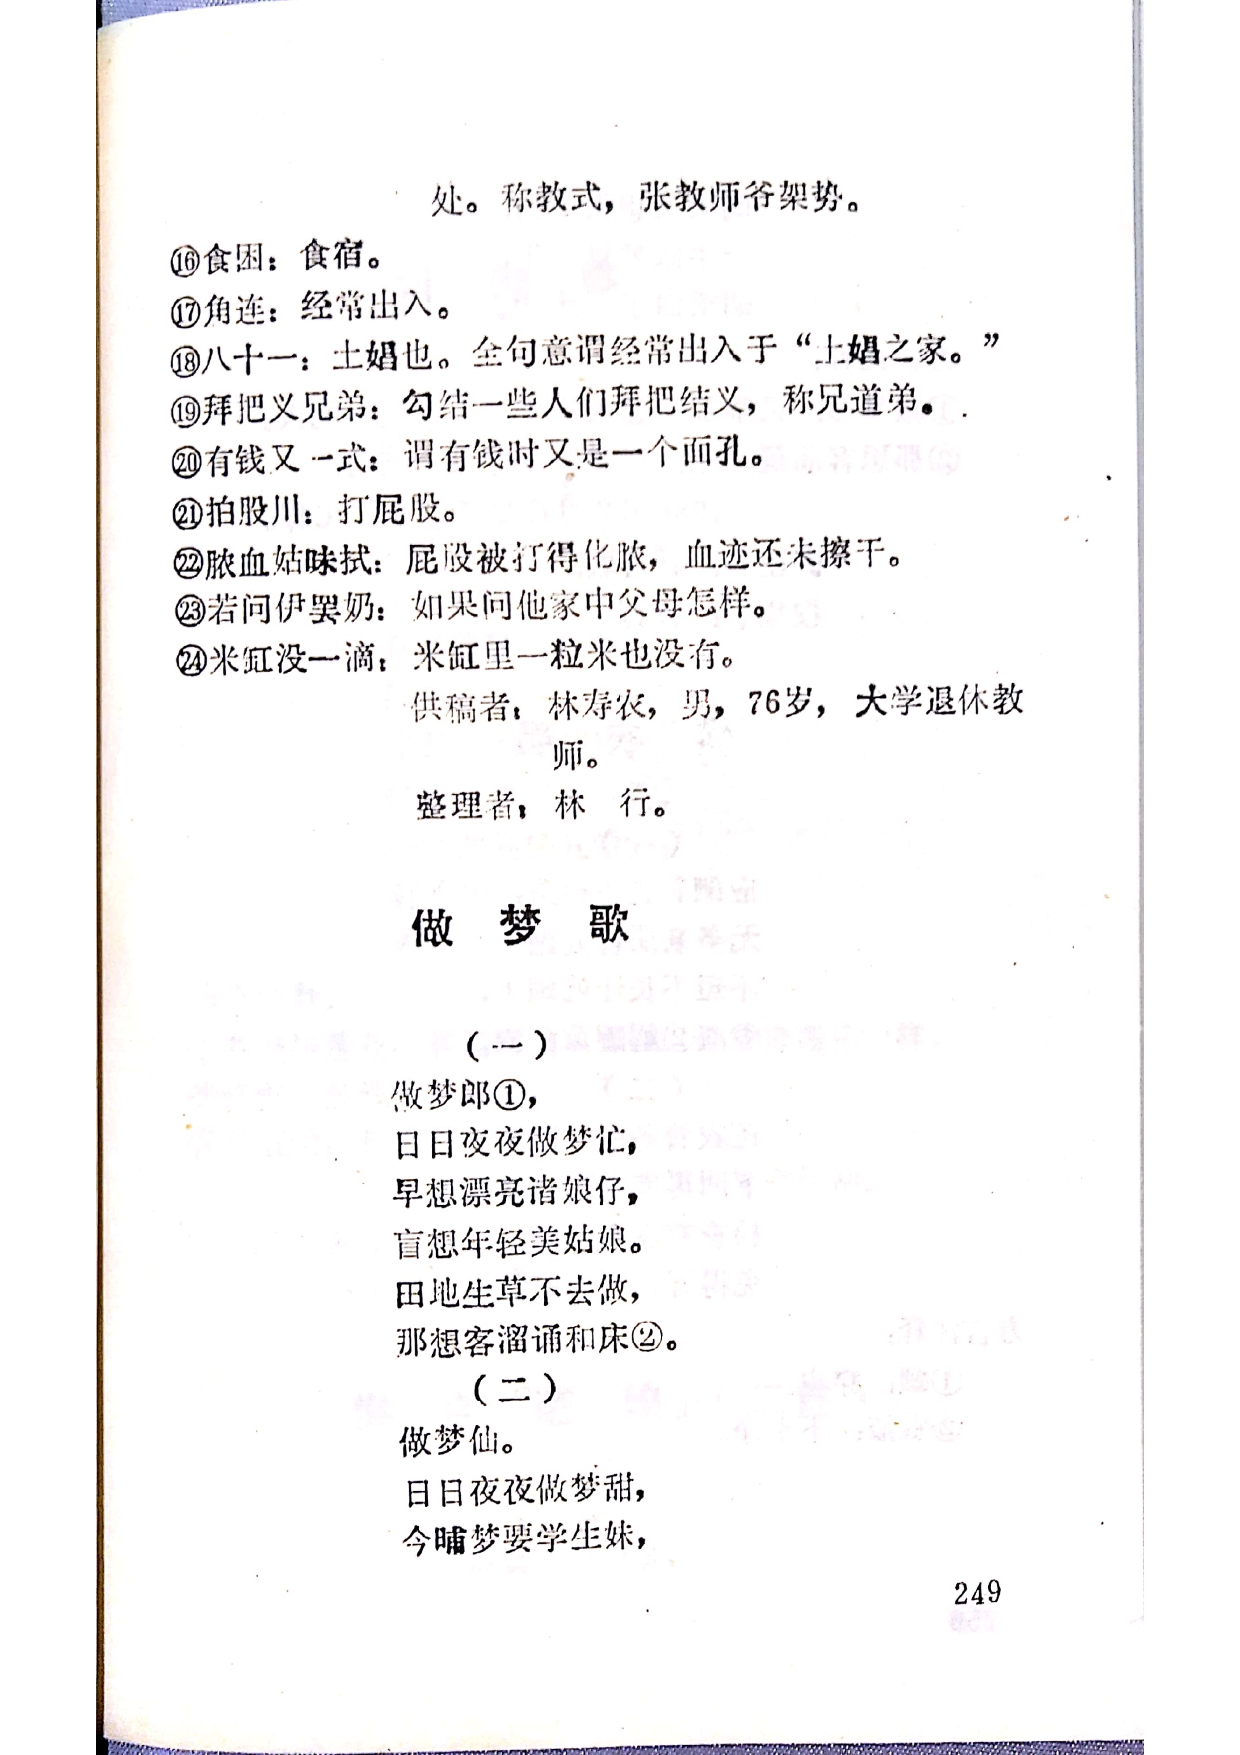 处。称教式，张教师爷架势。
⑯食困：食宿。
⑰角连：经常出入。
⑱八十一：土娼也。全句意谓经常出入于“土娼之家。”
⑲拜把义兄弟：勾结一些人们拜把结义，称兄道弟。
⑳有钱又一式：谓有钱时又是一个面孔。
㉑拍股川：打屁股。
㉒脓血姑味拭：屁股被打得化脓，血迹还未擦干。
㉓若问伊罢奶：如果问他家中父母怎样。
㉔米缸没一滴：米缸里一粒米也没有。
供稿者：林寿农，男，76岁，大学退休教
师。
整理者：林 行。
做 梦 歌
（一）
做梦郎①，
日日夜夜做梦忙，
早想漂亮诸娘仔，
盲想年轻美姑娘。
田地生草不去做，
那想客溜诵和床②。
（二）
做梦仙。
日日夜夜做梦甜，
今晡梦要学生妹，
249